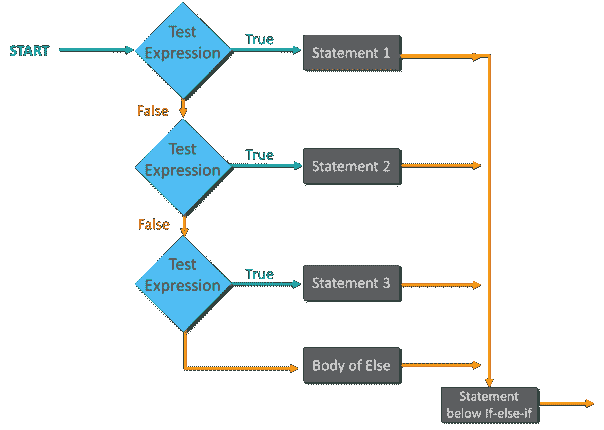 Test
Expression
START
True
Statement 1
False
Test
Expression
True
Statement 2
False
Test
Expression
True
Statement 3
Body of Else
Statement
below if-else-if